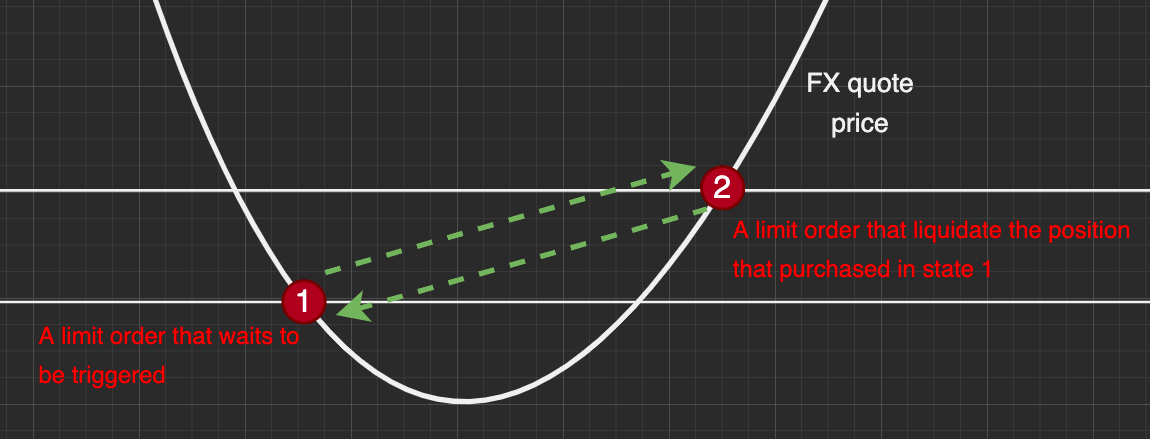 FX quote
price
2
A limit order that liquidate the position
that purchased in state 1
1
A limit order that waits to
be triggered